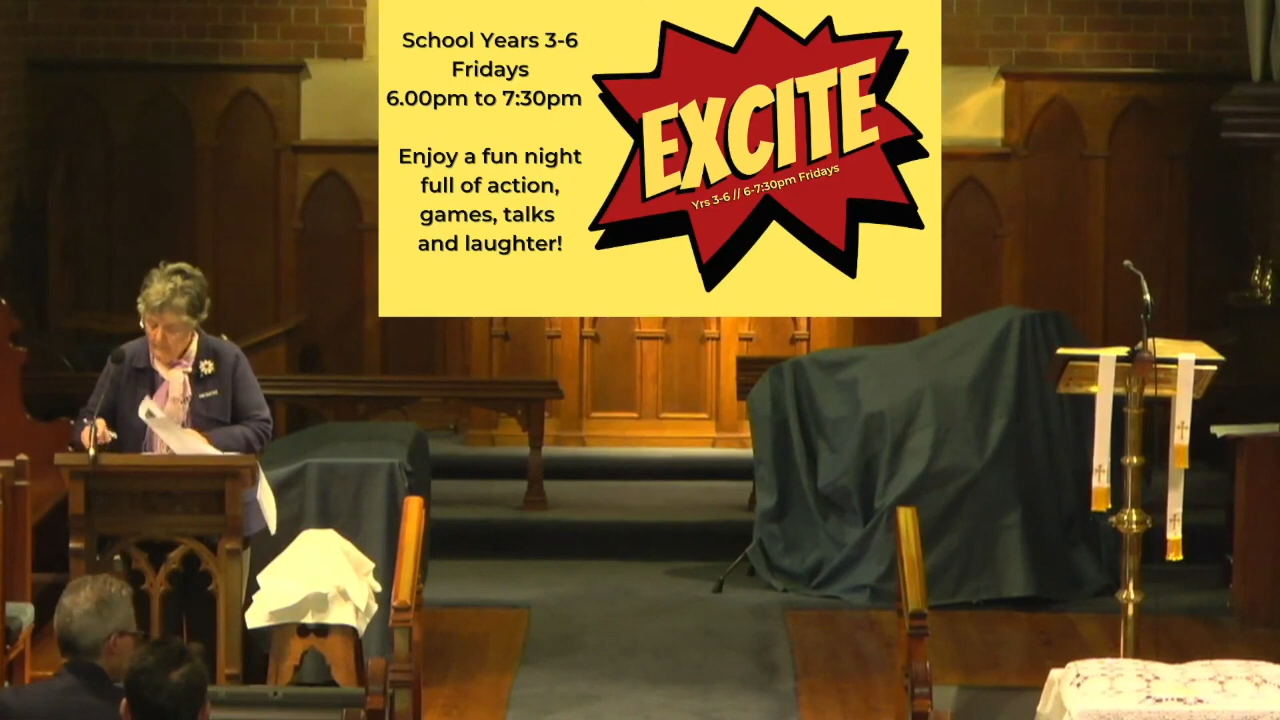 School Years 3-6
Fridays
6.00pm to 7:30pm
Enjoy a fun night
full of action,
games, talks
and laughter!
EXCITE
Yrs 3-6 // 6-7:30pm Fridays